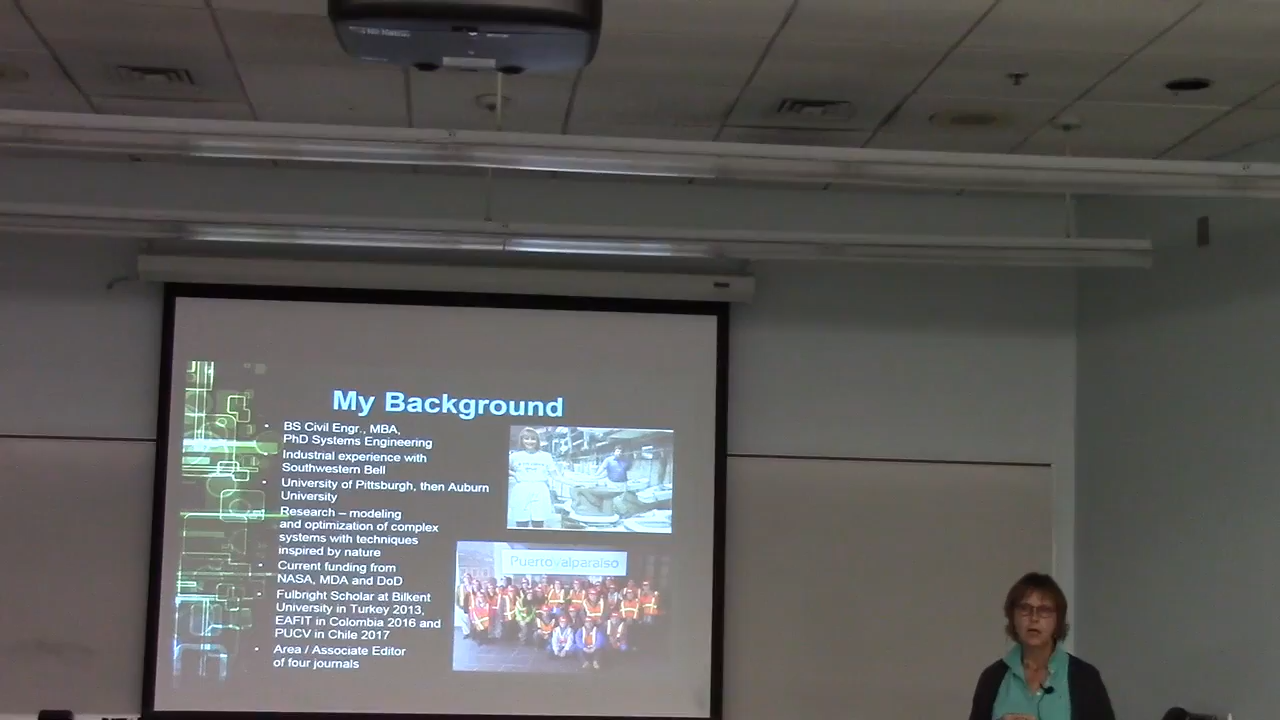 My Background
BS Civil Engr., MBA,
PhD Systems Engineering
Industrial experience with
Southwestern Bell
University of Pittsburgh, then Auburn
University
Research – modeling
and optimization of complex
systems with techniques
inspired by nature
Current funding from
NASA, MDA and DoD
Fulbright Scholar at Bilkent
University in Turkey 2013,
EAFIT in Colombia 2016 and
PUCV in Chile 2017
Area / Associate Editor
of four journals
Puerto Valparaíso